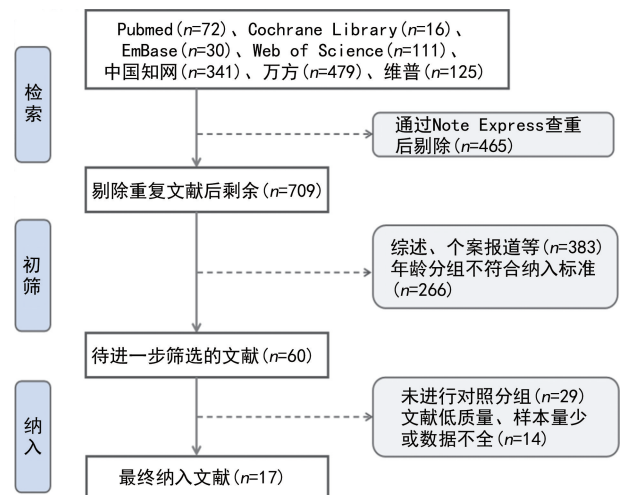 Pubmed(n=72)、Cochrane Library(n=16)、
EmBase(n=30)、Web of Science(n=111)、
中国知网(n=341)、万方(n=479)、维普(n=125)
检索
通过Note Express查重
后剔除(n=465)
剔除重复文献后剩余(n=709)
初筛
综述、个案报道等(n=383)
年龄分组不符合纳入标准
(n=266)
待进一步筛选的文献(n=60)
纳入
未进行对照分组(n=29)
文献低质量、样本量少
或数据不全(n=14)
最终纳入文献(n=17)